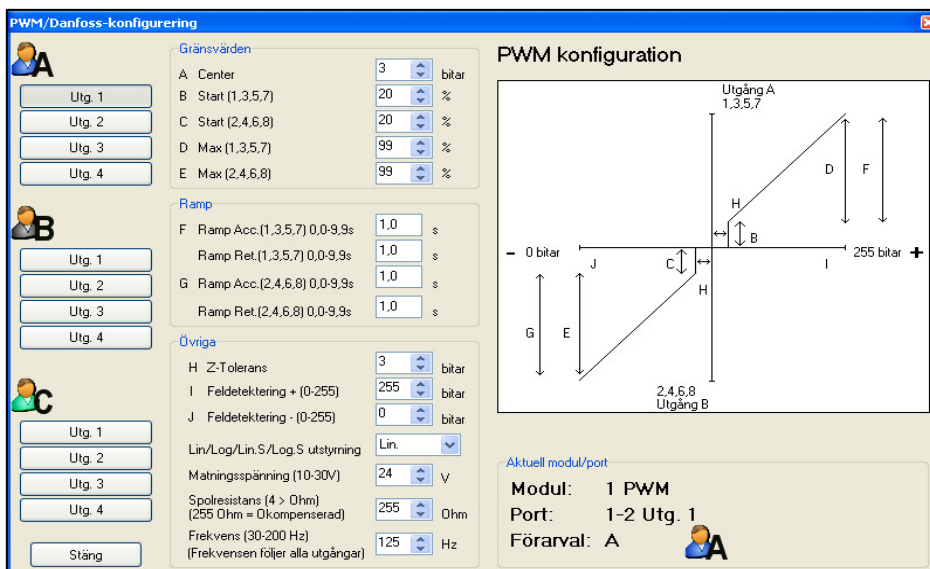 PWM/Danfoss-konfigurering
A
Utg. 1
Utg. 2
Utg. 3
Utg. 4
B
Utg. 1
Utg. 2
Utg. 3
Utg. 4
C
Utg. 1
Utg. 2
Utg. 3
Utg. 4
Stäng
Gränsvärden
A Center 3 bitar
B Start (1,3,5,7) 20 %
C Start (2,4,6,8) 20 %
D Max (1,3,5,7) 99 %
E Max (2,4,6,8) 99 %
Ramp
F Ramp Acc.(1,3,5,7) 0,0-9,9s 1,0 s
Ramp Ret.(1,3,5,7) 0,0-9,9s 1,0 s
G Ramp Acc.(2,4,6,8) 0,0-9,9s 1,0 s
Ramp Ret.(2,4,6,8) 0,0-9,9s 1,0 s
Övriga
H Z-Tolerans 3 bitar
I Feldetektering + (0-255) 255 bitar
J Feldetektering - (0-255) 0 bitar
Lin/Log/Lin.S/Log.S utstyrning Lin.
Matningsspänning (10-30V) 24 V
Spolresistans (4 > Ohm)
(255 Ohm = Okompenserad) 255 Ohm
Frekvens (30-200 Hz)
(Frekvensen följer alla utgångar) 125 Hz
PWM konfiguration
Utgång A
1,3,5,7
D F
H
B
- 0 bitar J C I 255 bitar +
H
G E
2,4,6,8
Utgång B
Aktuell modul/port
Modul: 1 PWM
Port: 1-2 Utg. 1
Förarval: A A